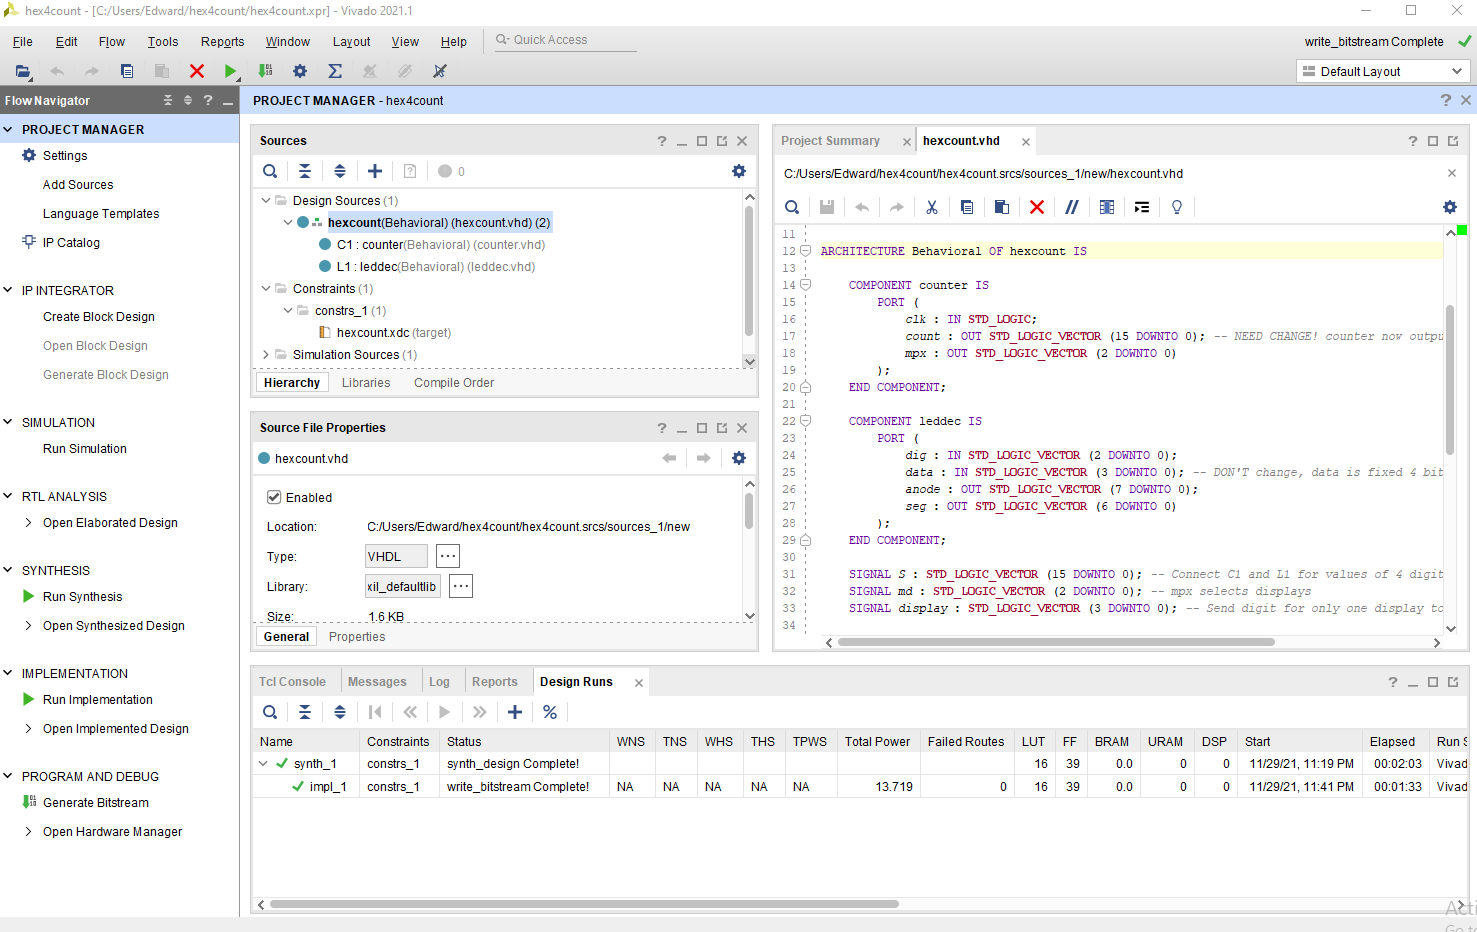 hex4count - [C:/Users/Edward/hex4count/hex4count.xpr] - Vivado 2021.1
File Edit Flow Tools Reports Window Layout View Help Quick Access write_bitstream Complete
Default Layout
Flow Navigator
PROJECT MANAGER
Settings
Add Sources
Language Templates
IP Catalog
IP INTEGRATOR
Create Block Design
Open Block Design
Generate Block Design
SIMULATION
Run Simulation
RTL ANALYSIS
Open Elaborated Design
SYNTHESIS
Run Synthesis
Open Synthesized Design
IMPLEMENTATION
Run Implementation
Open Implemented Design
PROGRAM AND DEBUG
Generate Bitstream
Open Hardware Manager
PROJECT MANAGER - hex4count
Sources
0
Design Sources (1)
hexcount(Behavioral) (hexcount.vhd) (2)
C1 : counter(Behavioral) (counter.vhd)
L1 : leddec(Behavioral) (leddec.vhd)
Constraints (1)
constrs_1 (1)
hexcount.xdc (target)
Simulation Sources (1)
Hierarchy Libraries Compile Order
Source File Properties
hexcount.vhd
Enabled
Location: C:/Users/Edward/hex4count/hex4count.srcs/sources_1/new
Type: VHDL
Library: xil_defaultlib
Size: 1.6 KB
General Properties
Project Summary hexcount.vhd
C:/Users/Edward/hex4count/hex4count.srcs/sources_1/new/hexcount.vhd
11
12 ARCHITECTURE Behavioral OF hexcount IS
13
14 COMPONENT counter IS
15 PORT (
16 clk : IN STD_LOGIC;
17 count : OUT STD_LOGIC_VECTOR (15 DOWNTO 0); -- NEED CHANGE! counter now outpu
18 mpx : OUT STD_LOGIC_VECTOR (2 DOWNTO 0)
19 );
20 END COMPONENT;
21
22 COMPONENT leddec IS
23 PORT (
24 dig : IN STD_LOGIC_VECTOR (2 DOWNTO 0);
25 data : IN STD_LOGIC_VECTOR (3 DOWNTO 0); -- DON'T change, data is fixed 4 bit
26 anode : OUT STD_LOGIC_VECTOR (7 DOWNTO 0);
27 seg : OUT STD_LOGIC_VECTOR (6 DOWNTO 0)
28 );
29 END COMPONENT;
30
31 SIGNAL S : STD_LOGIC_VECTOR (15 DOWNTO 0); -- Connect C1 and L1 for values of 4 digit
32 SIGNAL md : STD_LOGIC_VECTOR (2 DOWNTO 0); -- mpx selects displays
33 SIGNAL display : STD_LOGIC_VECTOR (3 DOWNTO 0); -- Send digit for only one display to
34
Tcl Console Messages Log Reports Design Runs
Name Constraints Status WNS TNS WHS THS TPWS Total Power Failed Routes LUT FF BRAM URAM DSP Start Elapsed Run S
synth_1 constrs_1 synth_design Complete! 16 39 0.0 0 0 11/29/21, 11:19 PM 00:02:03 Vivad
impl_1 constrs_1 write_bitstream Complete! NA NA NA NA NA 13.719 0 16 39 0.0 0 0 11/29/21, 11:41 PM 00:01:33 Vivad
Acti
Go to